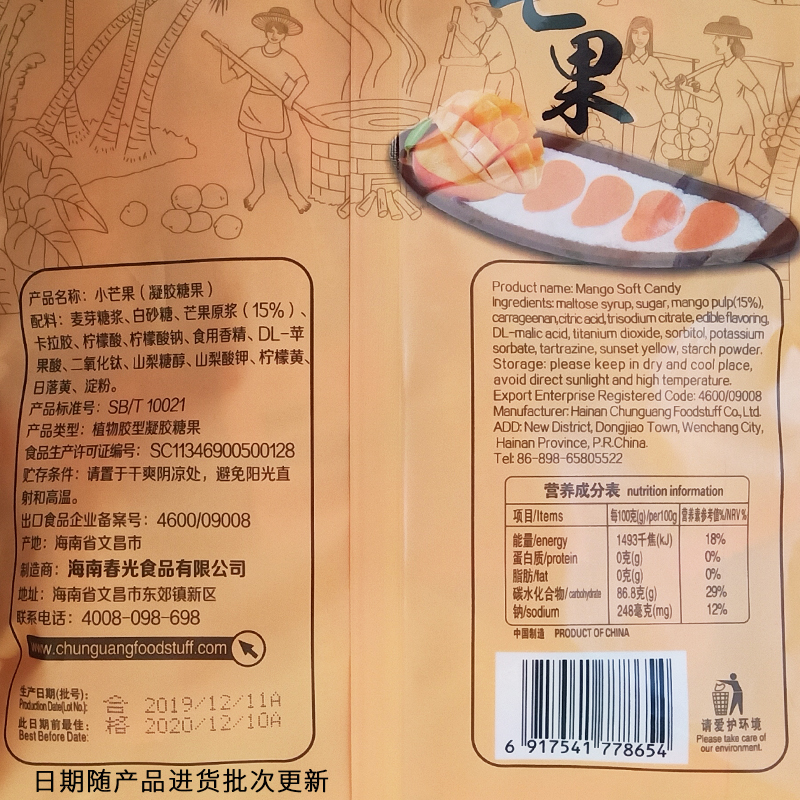 芒果
产品名称：小芒果（凝胶糖果）
配料：麦芽糖浆、白砂糖、芒果原浆（15%）、
卡拉胶、柠檬酸、柠檬酸钠、食用香精、DL-苹
果酸、二氧化钛、山梨糖醇、山梨酸钾、柠檬黄、
日落黄、淀粉。
产品标准号：SB/T 10021
产品类型：植物胶型凝胶糖果
食品生产许可证编号：SC11346900500128
贮存条件：请置于干爽阴凉处，避免阳光直
射和高温。
出口食品企业备案号：4600/09008
产地：海南省文昌市
制造商：海南春光食品有限公司
地址：海南省文昌市东郊镇新区
联系电话：4008-098-698
www.chunguangfoodstuff.com
生产日期(批号)：
Production Date(Lot No.):
合 2019/12/11A
此日期前最佳：
Best Before Date:
格 2020/12/10A
Product name: Mango Soft Candy
Ingredients: maltose syrup, sugar, mango pulp(15%),
carrageenan,citric acid, trisodium citrate, edible flavoring,
DL-malic acid, titanium dioxide, sorbitol, potassium
sorbate, tartrazine, sunset yellow, starch powder.
Storage: please keep in dry and cool place,
avoid direct sunlight and high temperature.
Export Enterprise Registered Code: 4600/09008
Manufacturer: Hainan Chunguang Foodstuff Co., Ltd.
ADD: New District, Dongjiao Town, Wenchang City,
Hainan Province, P.R.China.
Tel: 86-898-65805522
营养成分表 nutrition information
项目/Items 每100克(g)/per100g 营养素参考值%/NRV%
能量/energy 1493千焦(kJ) 18%
蛋白质/protein 0克(g) 0%
脂肪/fat 0克(g) 0%
碳水化合物/carbohydrate 86.8克(g) 29%
钠/sodium 248毫克(mg) 12%
中国制造 PRODUCT OF CHINA
6 917541 778654
请爱护环境
Please take care of
our environment.
日期随产品进货批次更新